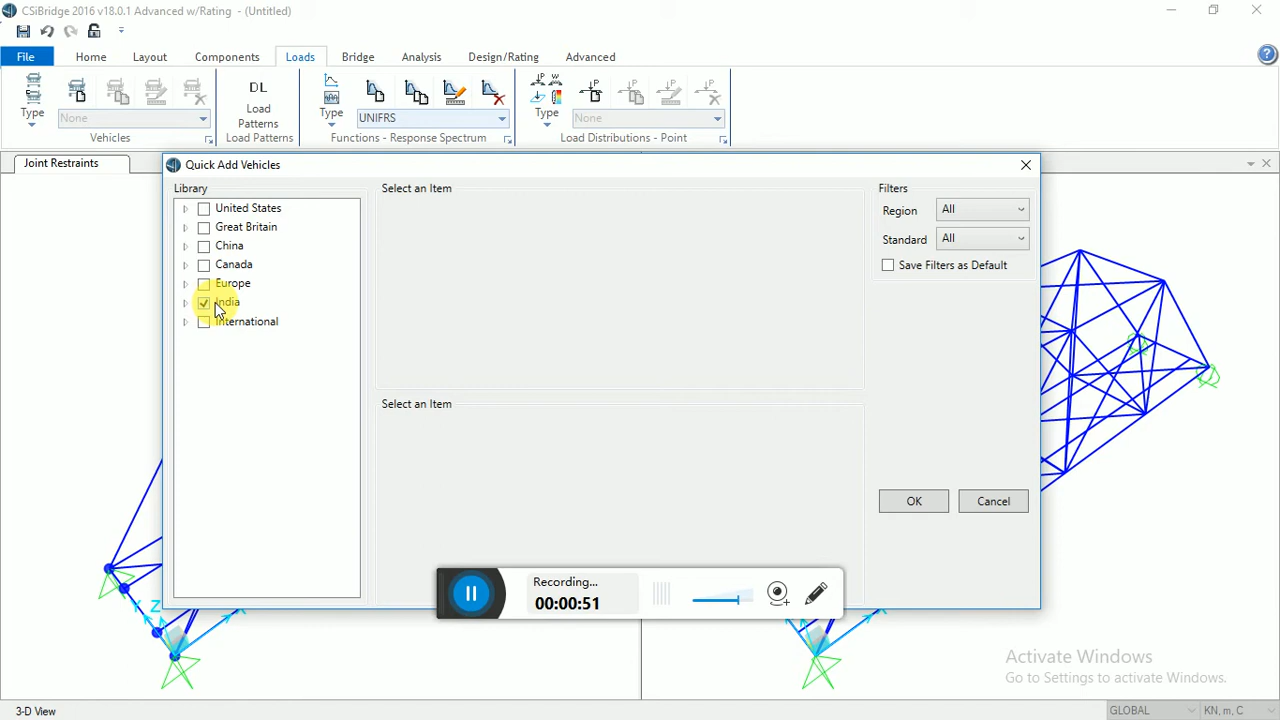 CSiBridge 2016 v18.0.1 Advanced w/Rating - (Untitled)
File Home Layout Components Loads Bridge Analysis Design/Rating Advanced
Type
None
Vehicles
DL
Load
Patterns
Load Patterns
Type
UNIFRS
Functions - Response Spectrum
P W
P
Type
None
Load Distributions - Point
Joint Restraints
Quick Add Vehicles
Library
United States
Great Britain
China
Canada
Europe
India
International
Select an Item
Select an Item
Filters
Region All
Standard All
Save Filters as Default
OK Cancel
Recording...
00:00:51
Z
Activate Windows
Go to Settings to activate Windows.
3-D View
GLOBAL
KN, m, C